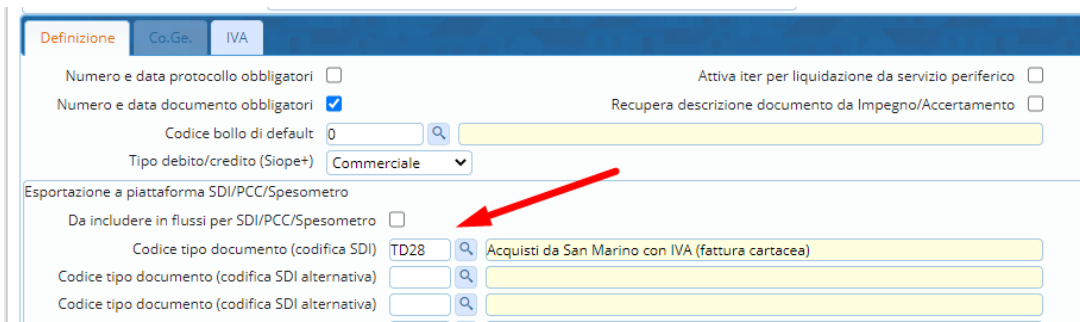 Definizione Co.Ge. IVA
Numero e data protocollo obbligatori Attiva iter per liquidazione da servizio periferico
Numero e data documento obbligatori Recupera descrizione documento da Impegno/Accertamento
Codice bollo di default 0
Tipo debito/credito (Siope+) Commerciale
Esportazione a piattaforma SDI/PCC/Spesometro
Da includere in flussi per SDI/PCC/Spesometro
Codice tipo documento (codifica SDI) TD28 Acquisti da San Marino con IVA (fattura cartacea)
Codice tipo documento (codifica SDI alternativa)
Codice tipo documento (codifica SDI alternativa)